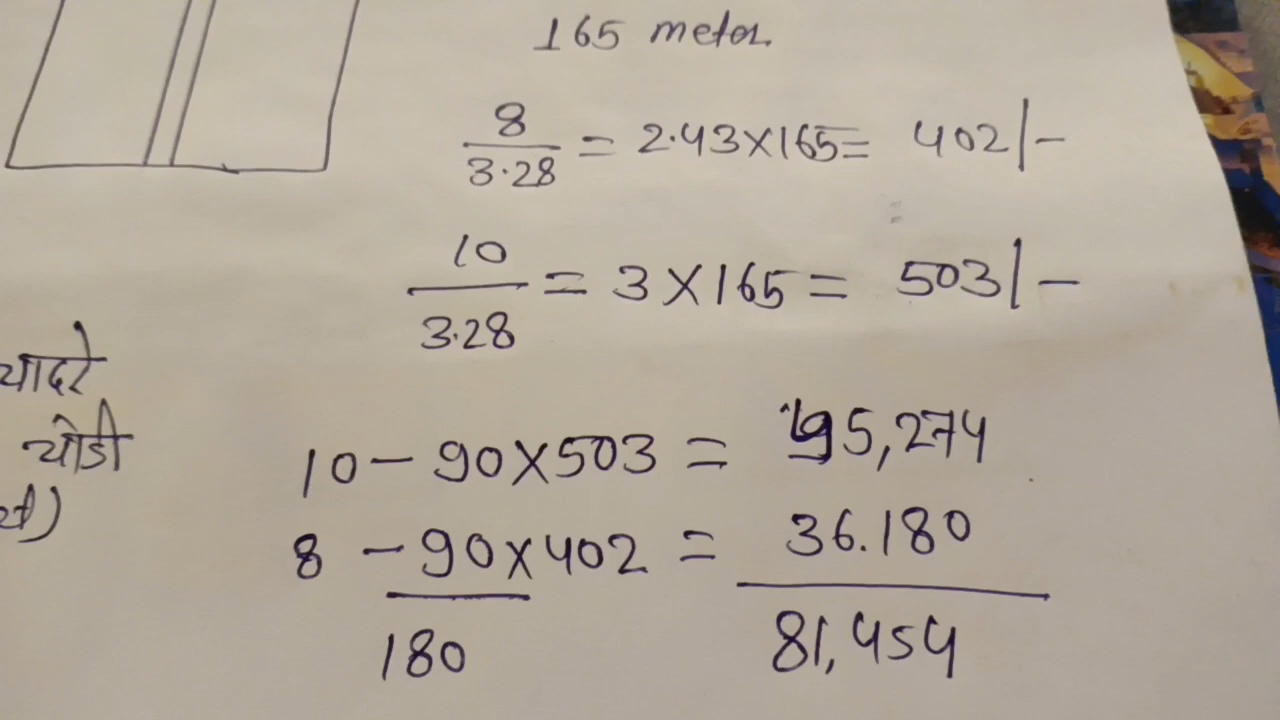 165 meter
8/3.28 = 2.43×165= 402/-
10/3.28 = 3×165= 503/-
यादरे
चोडी
10-90×503 = 45,274
8 -90×402 = 36.180
180 81,454